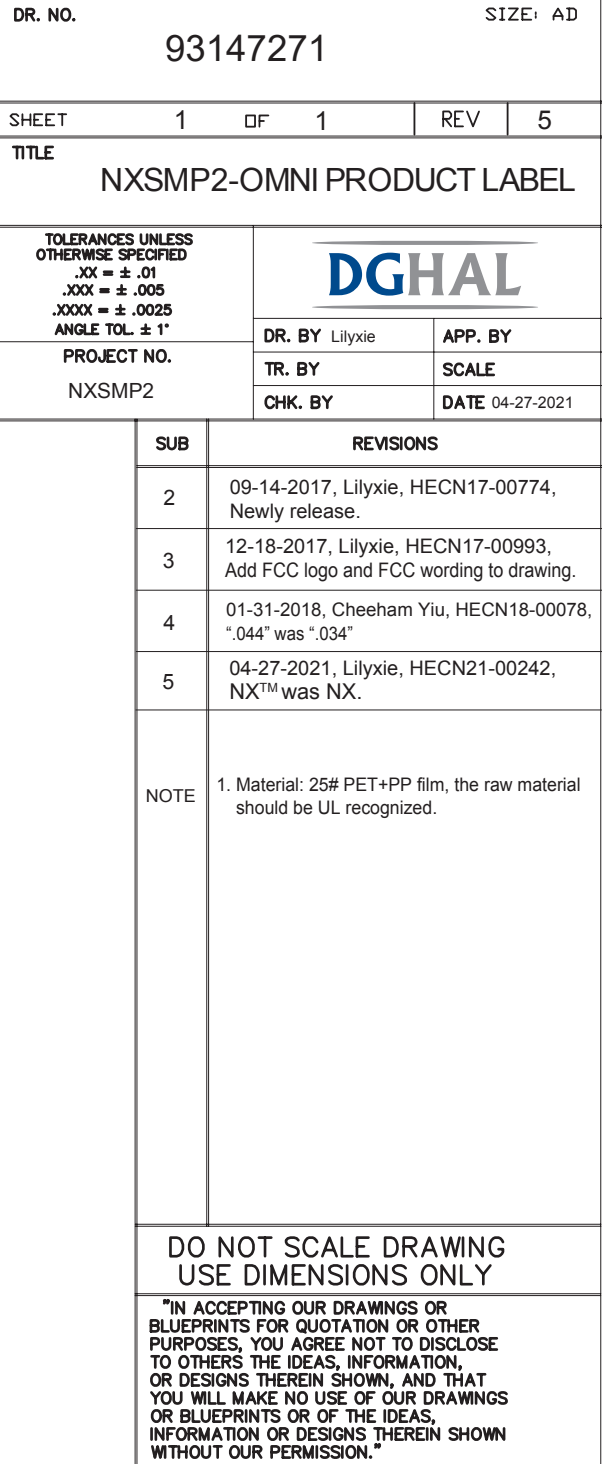 DR. NO.
SIZE: AD
93147271
SHEET 1 OF 1 REV 5
TITLE
NXSMP2-OMNI PRODUCT LABEL
TOLERANCES UNLESS
OTHERWISE SPECIFIED
.XX = ± .01
.XXX = ± .005
.XXXX = ± .0025
ANGLE TOL. ± 1°
PROJECT NO.
NXSMP2
DGHAL
DR. BY Lilyxie
APP. BY
TR. BY
SCALE
CHK. BY
DATE 04-27-2021
SUB
REVISIONS
2
09-14-2017, Lilyxie, HECN17-00774,
Newly release.
3
12-18-2017, Lilyxie, HECN17-00993,
Add FCC logo and FCC wording to drawing.
4
01-31-2018, Cheeham Yiu, HECN18-00078,
“.044” was “.034”
5
04-27-2021, Lilyxie, HECN21-00242,
NX™ was NX.
NOTE
1. Material: 25# PET+PP film, the raw material
should be UL recognized.
DO NOT SCALE DRAWING
USE DIMENSIONS ONLY
"IN ACCEPTING OUR DRAWINGS OR
BLUEPRINTS FOR QUOTATION OR OTHER
PURPOSES, YOU AGREE NOT TO DISCLOSE
TO OTHERS THE IDEAS, INFORMATION,
OR DESIGNS THEREIN SHOWN, AND THAT
YOU WILL MAKE NO USE OF OUR DRAWINGS
OR BLUEPRINTS OR OF THE IDEAS,
INFORMATION OR DESIGNS THEREIN SHOWN
WITHOUT OUR PERMISSION."